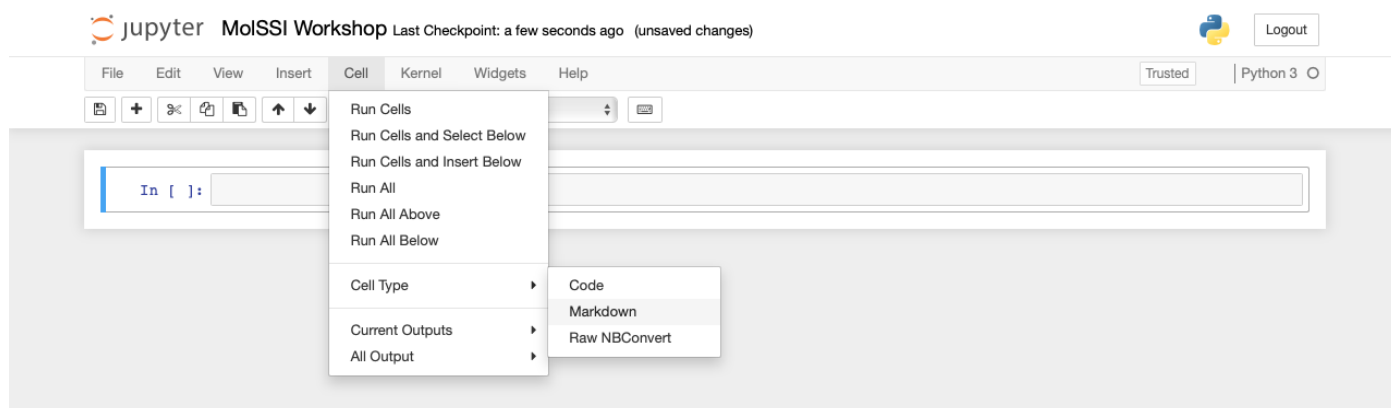 jupyter MolSSI Workshop Last Checkpoint: a few seconds ago (unsaved changes) Logout
File Edit View Insert Cell Kernel Widgets Help Trusted Python 3
Run Cells
Run Cells and Select Below
Run Cells and Insert Below
In [ ]:
Run All
Run All Above
Run All Below
Cell Type
Code
Markdown
Raw NBConvert
Current Outputs
All Output